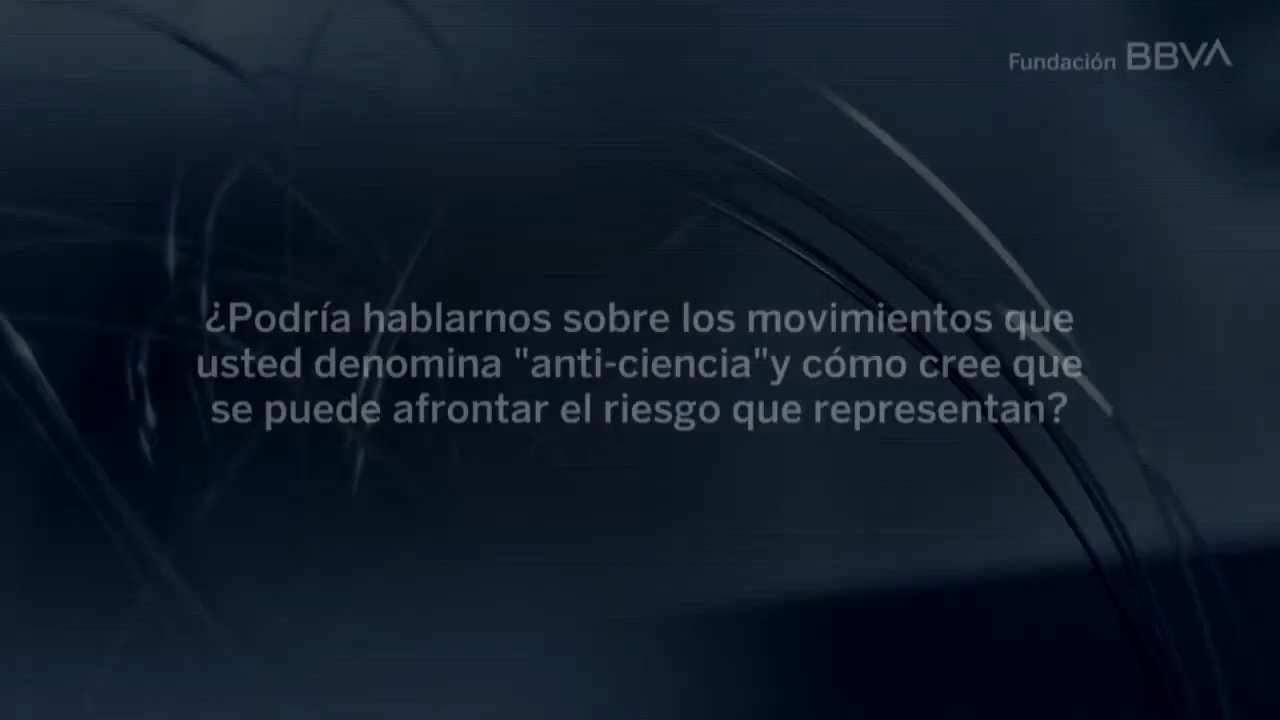 Fundación BBVA
¿Podría hablarnos sobre los movimientos que
usted denomina "anti-ciencia"y cómo cree que
se puede afrontar el riesgo que representan?